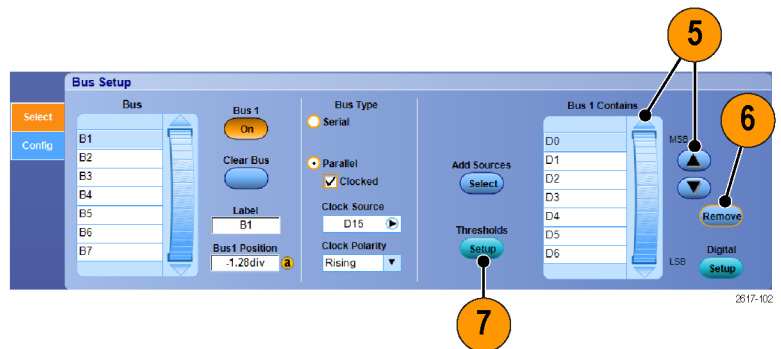 5
Bus Setup
Select
Config
Bus
B1
B2
B3
B4
B5
B6
B7
Bus 1
On
Clear Bus
Label
B1
Bus1 Position
-1.28div
a
Bus Type
Serial
Parallel
Clocked
Clock Source
D15
Clock Polarity
Rising
Add Sources
Select
Thresholds
Setup
Bus 1 Contains
D0
D1
D2
D3
D4
D5
D6
MSB
LSB
6
Remove
Digital
Setup
7
2617-102